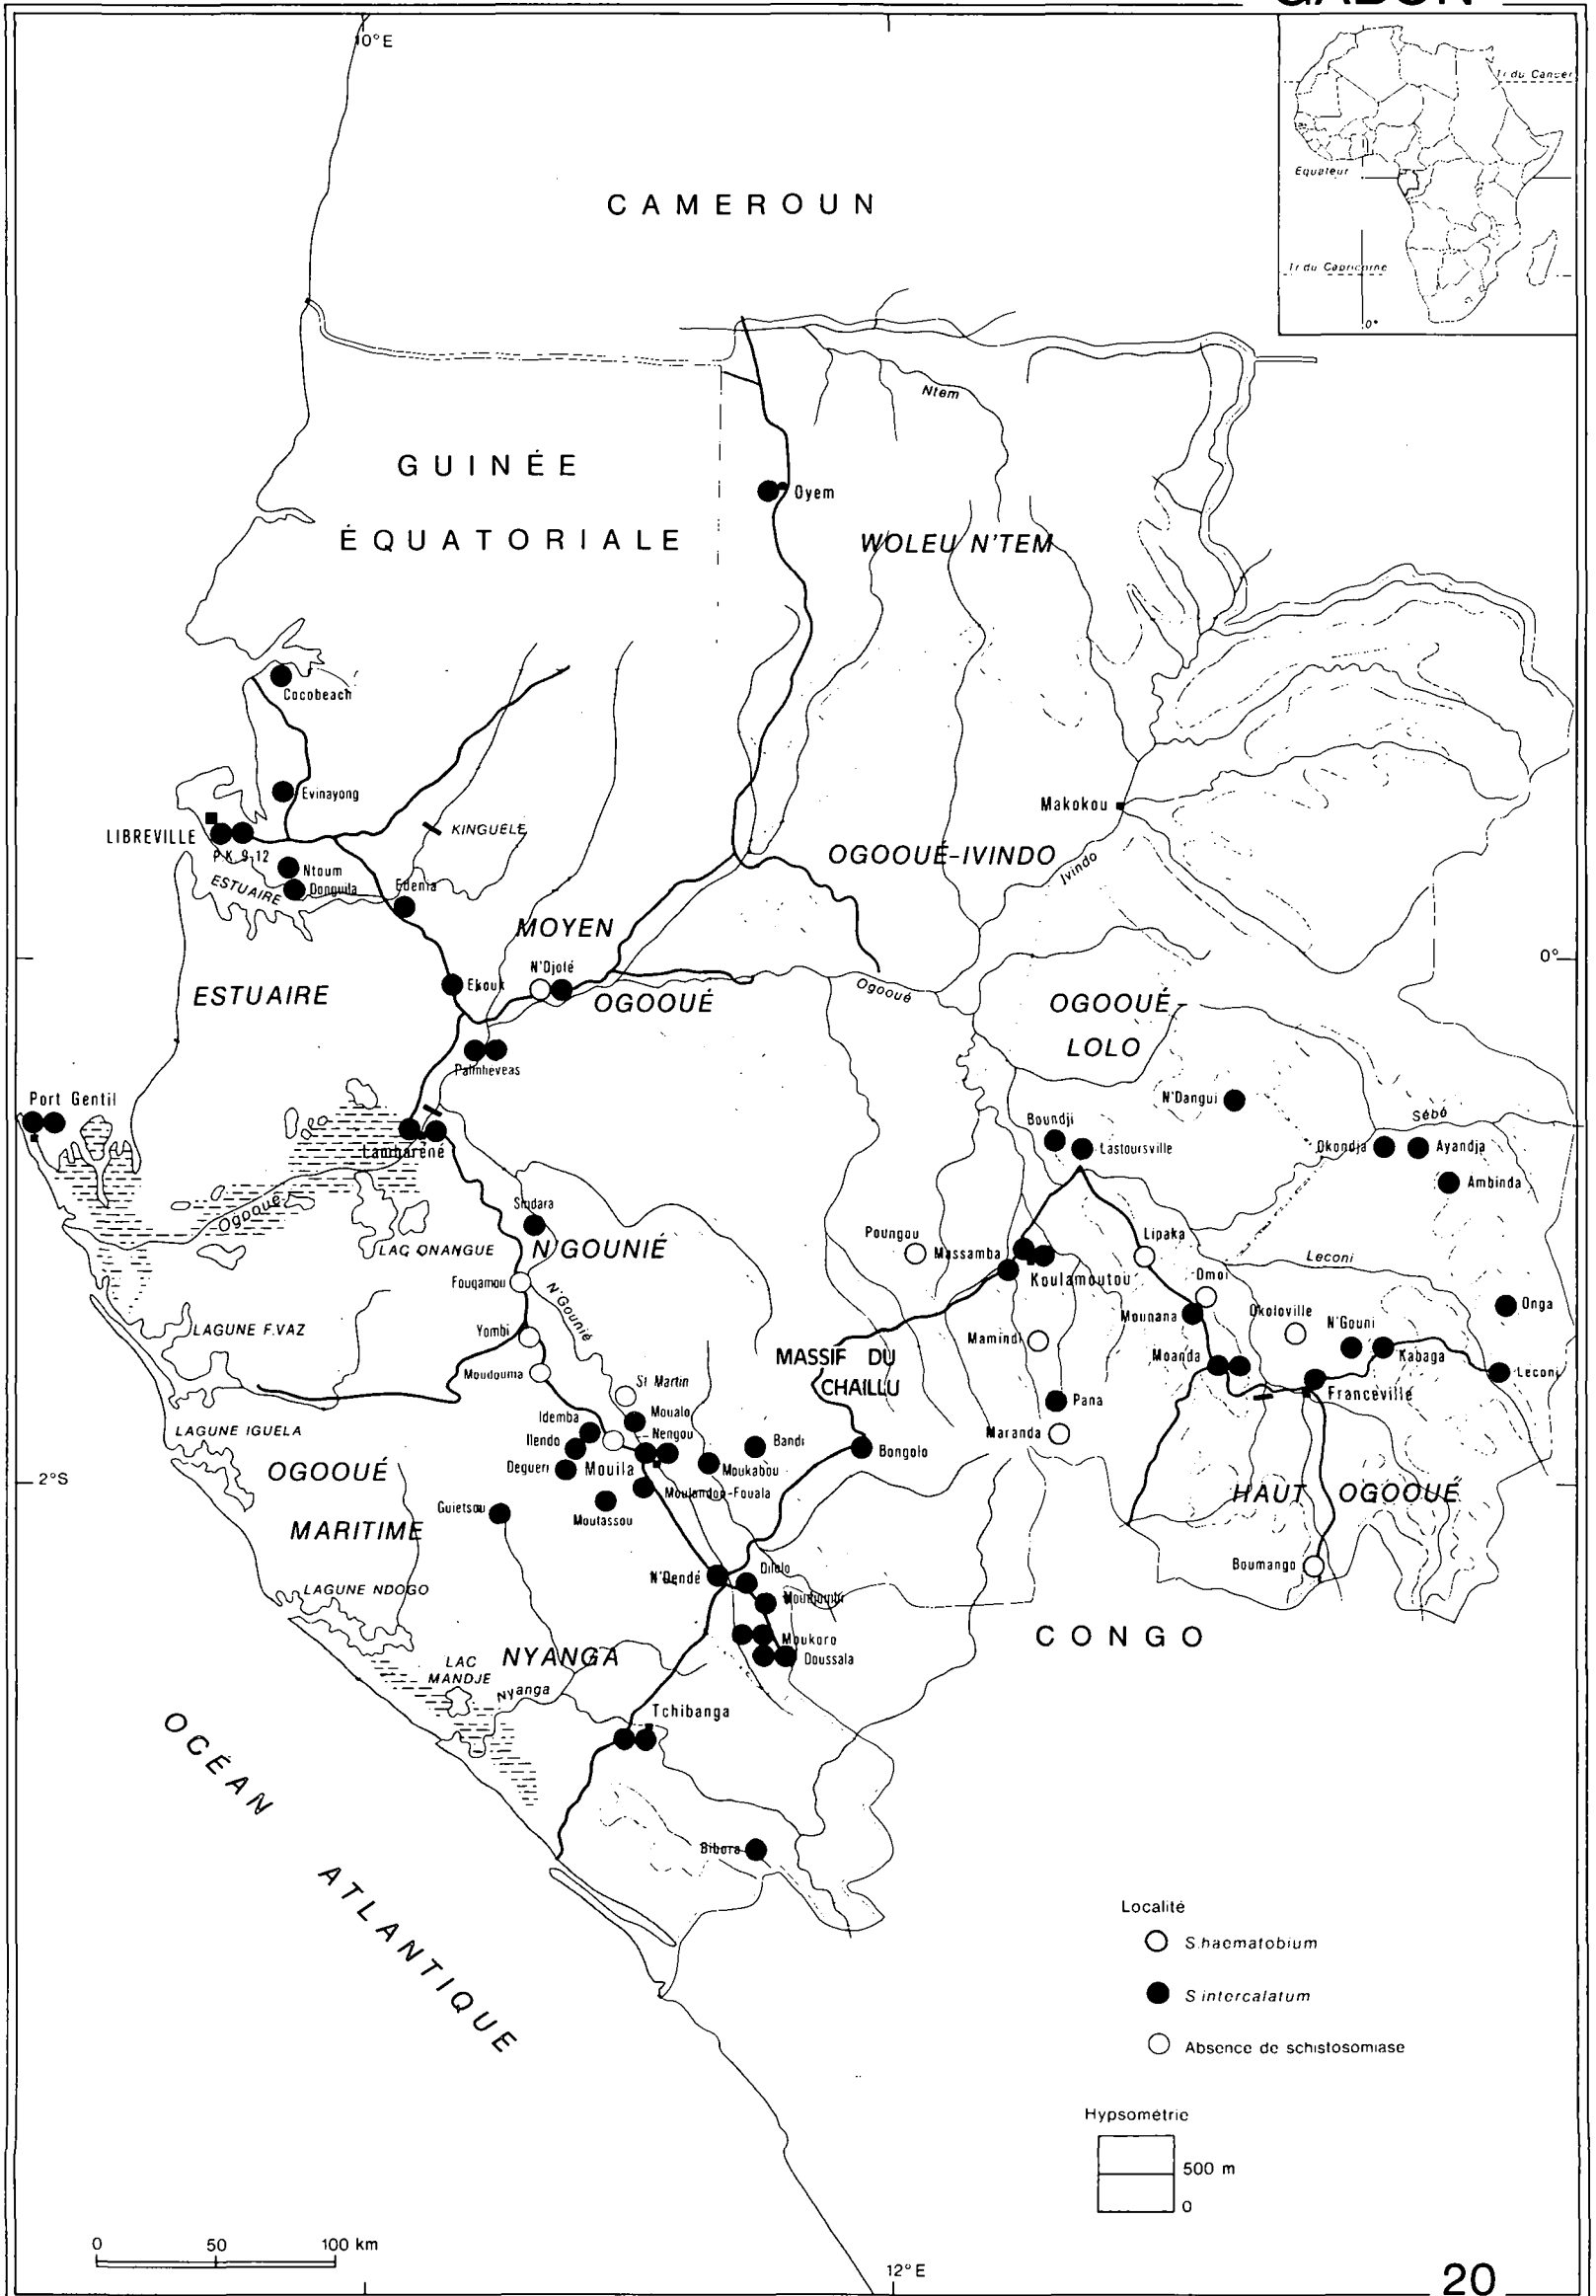 GABON
10°E
Tr du Cancer
Equateur
Tr du Capricorne
0°
CAMEROUN
Ntem
GUINÉE
ÉQUATORIALE
Oyem
WOLEU N'TEM
Cocobeach
Evinayong
LIBREVILLE
P.K. 9-12
KINGUELE
Makokou
Ntoum
Donguila
ESTUAIRE
Edenia
OGOOUÉ-IVINDO
Ivindo
MOYEN
OGOOUÉ
N'Djolé
Ekouk
ESTUAIRE
Ogooué
0°
OGOOUÉ-
LOLO
Palmheveas
Port Gentil
N'Dangui
Boundji
Lastoursville
Sébé
Okondja
Ayandja
Ambinda
Lambaréné
Ogooué
Sindara
LAC ONANGUE
N'GOUNIÉ
Poungou
Massamba
Koulamoutou
Lipaka
Leconi
Fougamou
N'Gounié
Omoi
Onga
LAGUNE F.VAZ
Yombi
Mounana
Okoloville
N'Gouni
Mamindi
MASSIF DU
CHAILLU
Moanda
Kabaga
Leconi
Moudouma
St Martin
Franceville
Pana
Idemba
Moualo
LAGUNE IGUELA
Ilendo
Nengou
Bandi
Maranda
Bongolo
Degueri
Mouila
Moukabou
2°S
OGOOUÉ
MARITIME
Moulandou-Fouala
HAUT OGOOUÉ
Guietsou
Moutassou
Boumango
N'Dendé
Dilolo
LAGUNE NDOGO
Moukoro
Doussala
CONGO
NYANGA
LAC
MANDJE
Nyanga
Tchibanga
OCÉAN
ATLANTIQUE
Bibora
Localité
S.haematobium
S intercalatum
Absence de schistosomiase
Hypsométrie
500 m
0
0 50 100 km
12°E
20